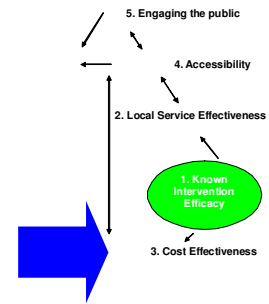 5. Engaging the public
4. Accessibility
2. Local Service Effectiveness
1. Known
Intervention
Efficacy
3. Cost Effectiveness